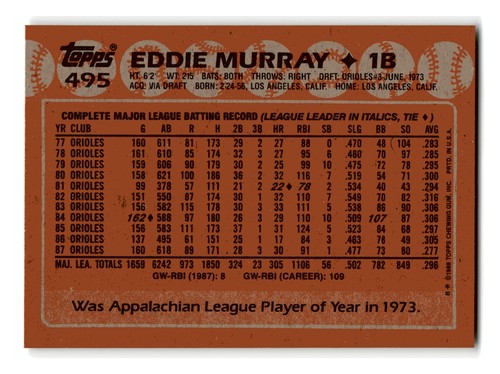 Topps
495
EDDIE MURRAY ✦ 1B
HT: 6'2" WT: 215 BATS: BOTH THROWS: RIGHT DRFT: ORIOLES #3-JUNE, 1973
ACQ: VIA DRAFT BORN: 2-24-56, LOS ANGELES, CALIF. HOME: LOS ANGELES, CALIF.
COMPLETE MAJOR LEAGUE BATTING RECORD (LEAGUE LEADER IN ITALICS, TIE ♦)
YR CLUB G AB R H 2B 3B HR RBI SB SLG BB SO AVG
77 ORIOLES 160 611 81 173 29 2 27 88 0 .470 48 104 .283
78 ORIOLES 161 610 85 174 32 3 27 95 6 .460 70 97 .285
79 ORIOLES 159 606 90 179 30 2 25 99 10 .475 72 78 .295
80 ORIOLES 158 621 100 186 36 2 32 116 7 .519 54 71 .300
81 ORIOLES 99 378 57 111 21 2 22♦ 78 2 .534 40 43 .294
82 ORIOLES 151 550 87 174 30 1 32 110 7 .549 70 82 .316
83 ORIOLES 156 582 115 178 30 3 33 111 5 .538 86 90 .306
84 ORIOLES 162♦ 588 97 180 26 3 29 110 10 .509 107 87 .306
85 ORIOLES 156 583 111 173 37 1 31 124 5 .523 84 68 .297
86 ORIOLES 137 495 61 151 25 1 17 84 3 .463 78 49 .305
87 ORIOLES 160 618 89 171 28 3 30 91 1 .477 73 80 .277
MAJ. LEA. TOTALS 1659 6242 973 1850 324 23 305 1106 56 .502 782 849 .296
GW-RBI (1987): 8 GW-RBI (CAREER): 109
Was Appalachian League Player of Year in 1973.
® * © 1988 TOPPS CHEWING GUM, INC. PRTD. IN U.S.A.